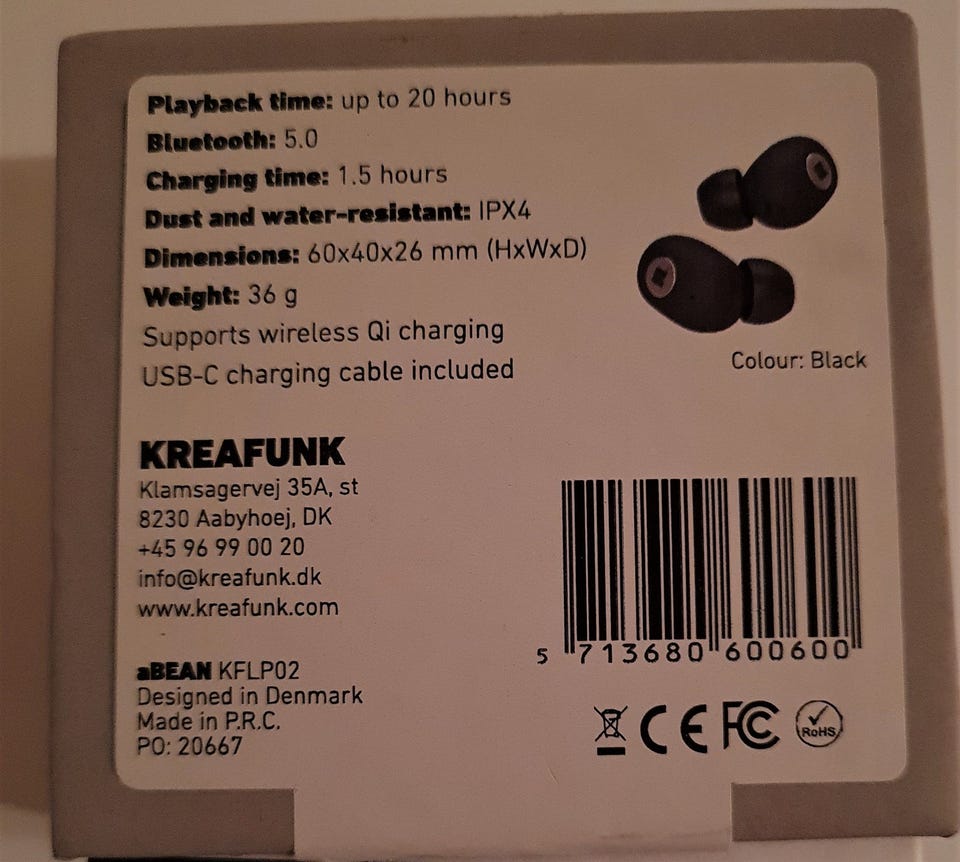 Playback time: up to 20 hours
Bluetooth: 5.0
Charging time: 1.5 hours
Dust and water-resistant: IPX4
Dimensions: 60x40x26 mm (HxWxD)
Weight: 36 g
Supports wireless Qi charging
USB-C charging cable included
Colour: Black
KREAFUNK
Klamsagervej 35A, st
8230 Aabyhoej, DK
+45 96 99 00 20
info@kreafunk.dk
www.kreafunk.com
aBEAN KFLP02
Designed in Denmark
Made in P.R.C.
PO: 20667
5 713680 600600
CE FC RoHS